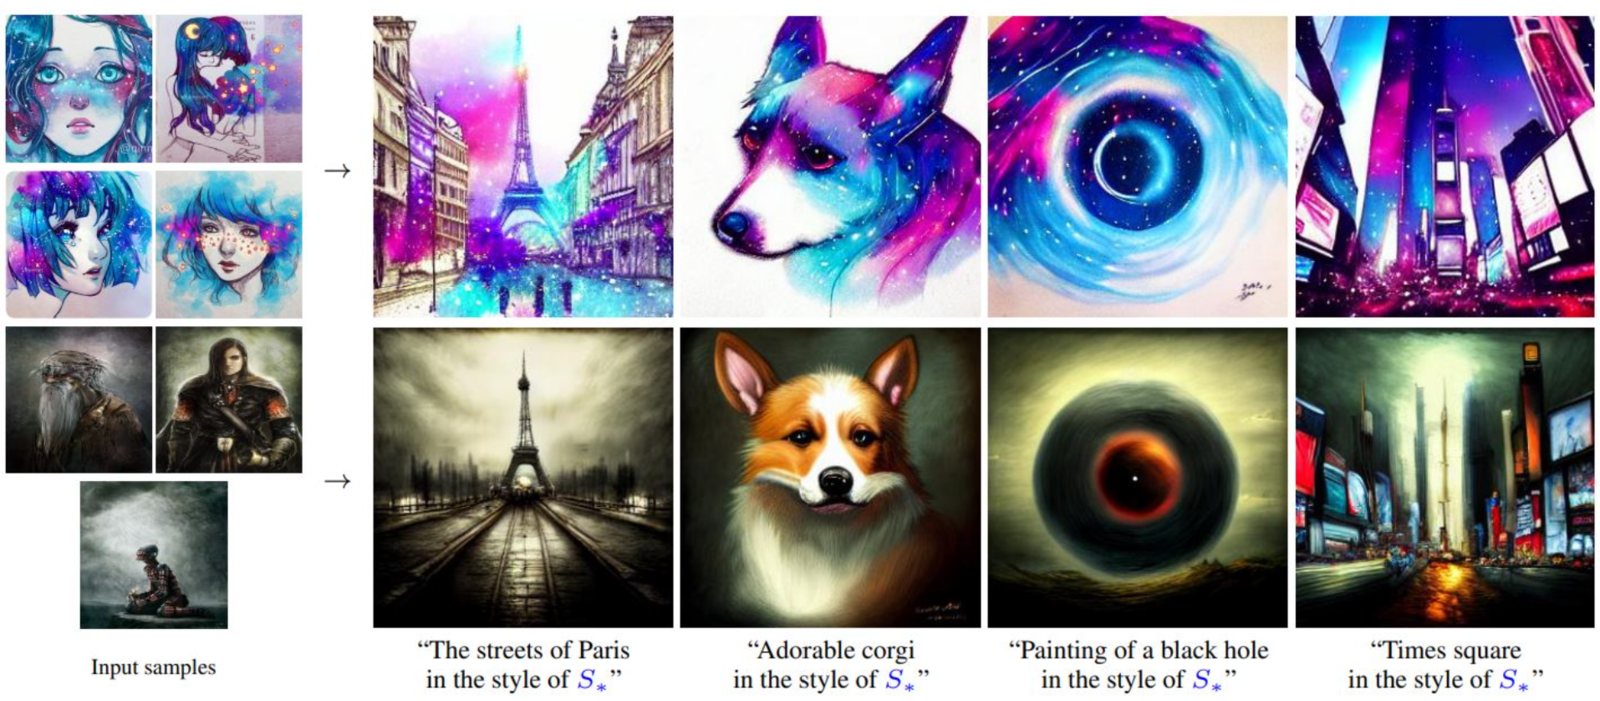 Input samples
“The streets of Paris
in the style of S*”
“Adorable corgi
in the style of S*”
“Painting of a black hole
in the style of S*”
“Times square
in the style of S*”